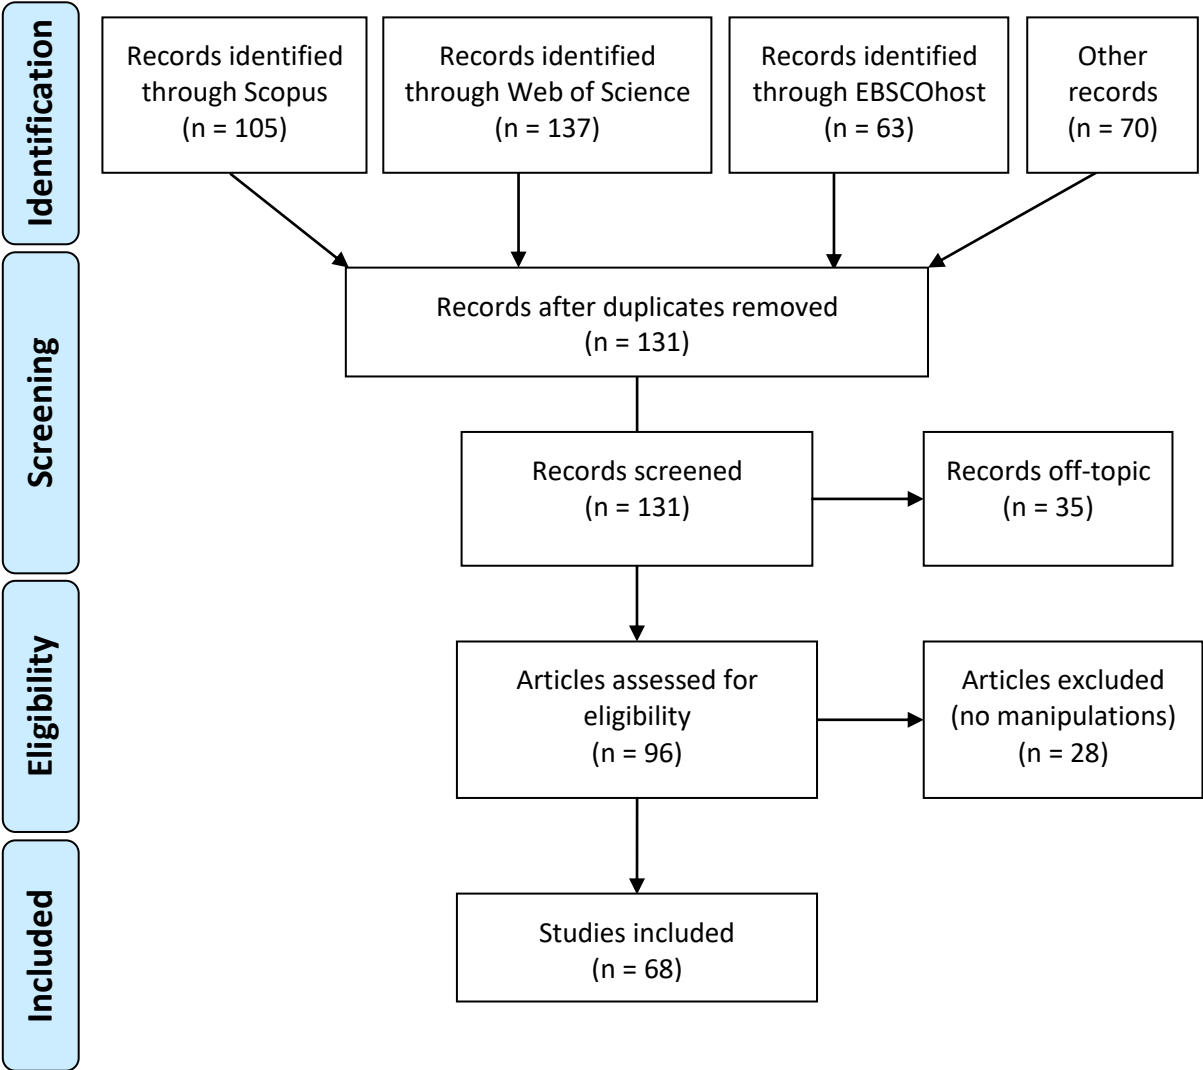 Identification
Records identified
through Scopus
(n = 105)
Records identified
through Web of Science
(n = 137)
Records identified
through EBSCOhost
(n = 63)
Other
records
(n = 70)
Screening
Records after duplicates removed
(n = 131)
Records screened
(n = 131)
Records off-topic
(n = 35)
Eligibility
Articles assessed for
eligibility
(n = 96)
Articles excluded
(no manipulations)
(n = 28)
Included
Studies included
(n = 68)